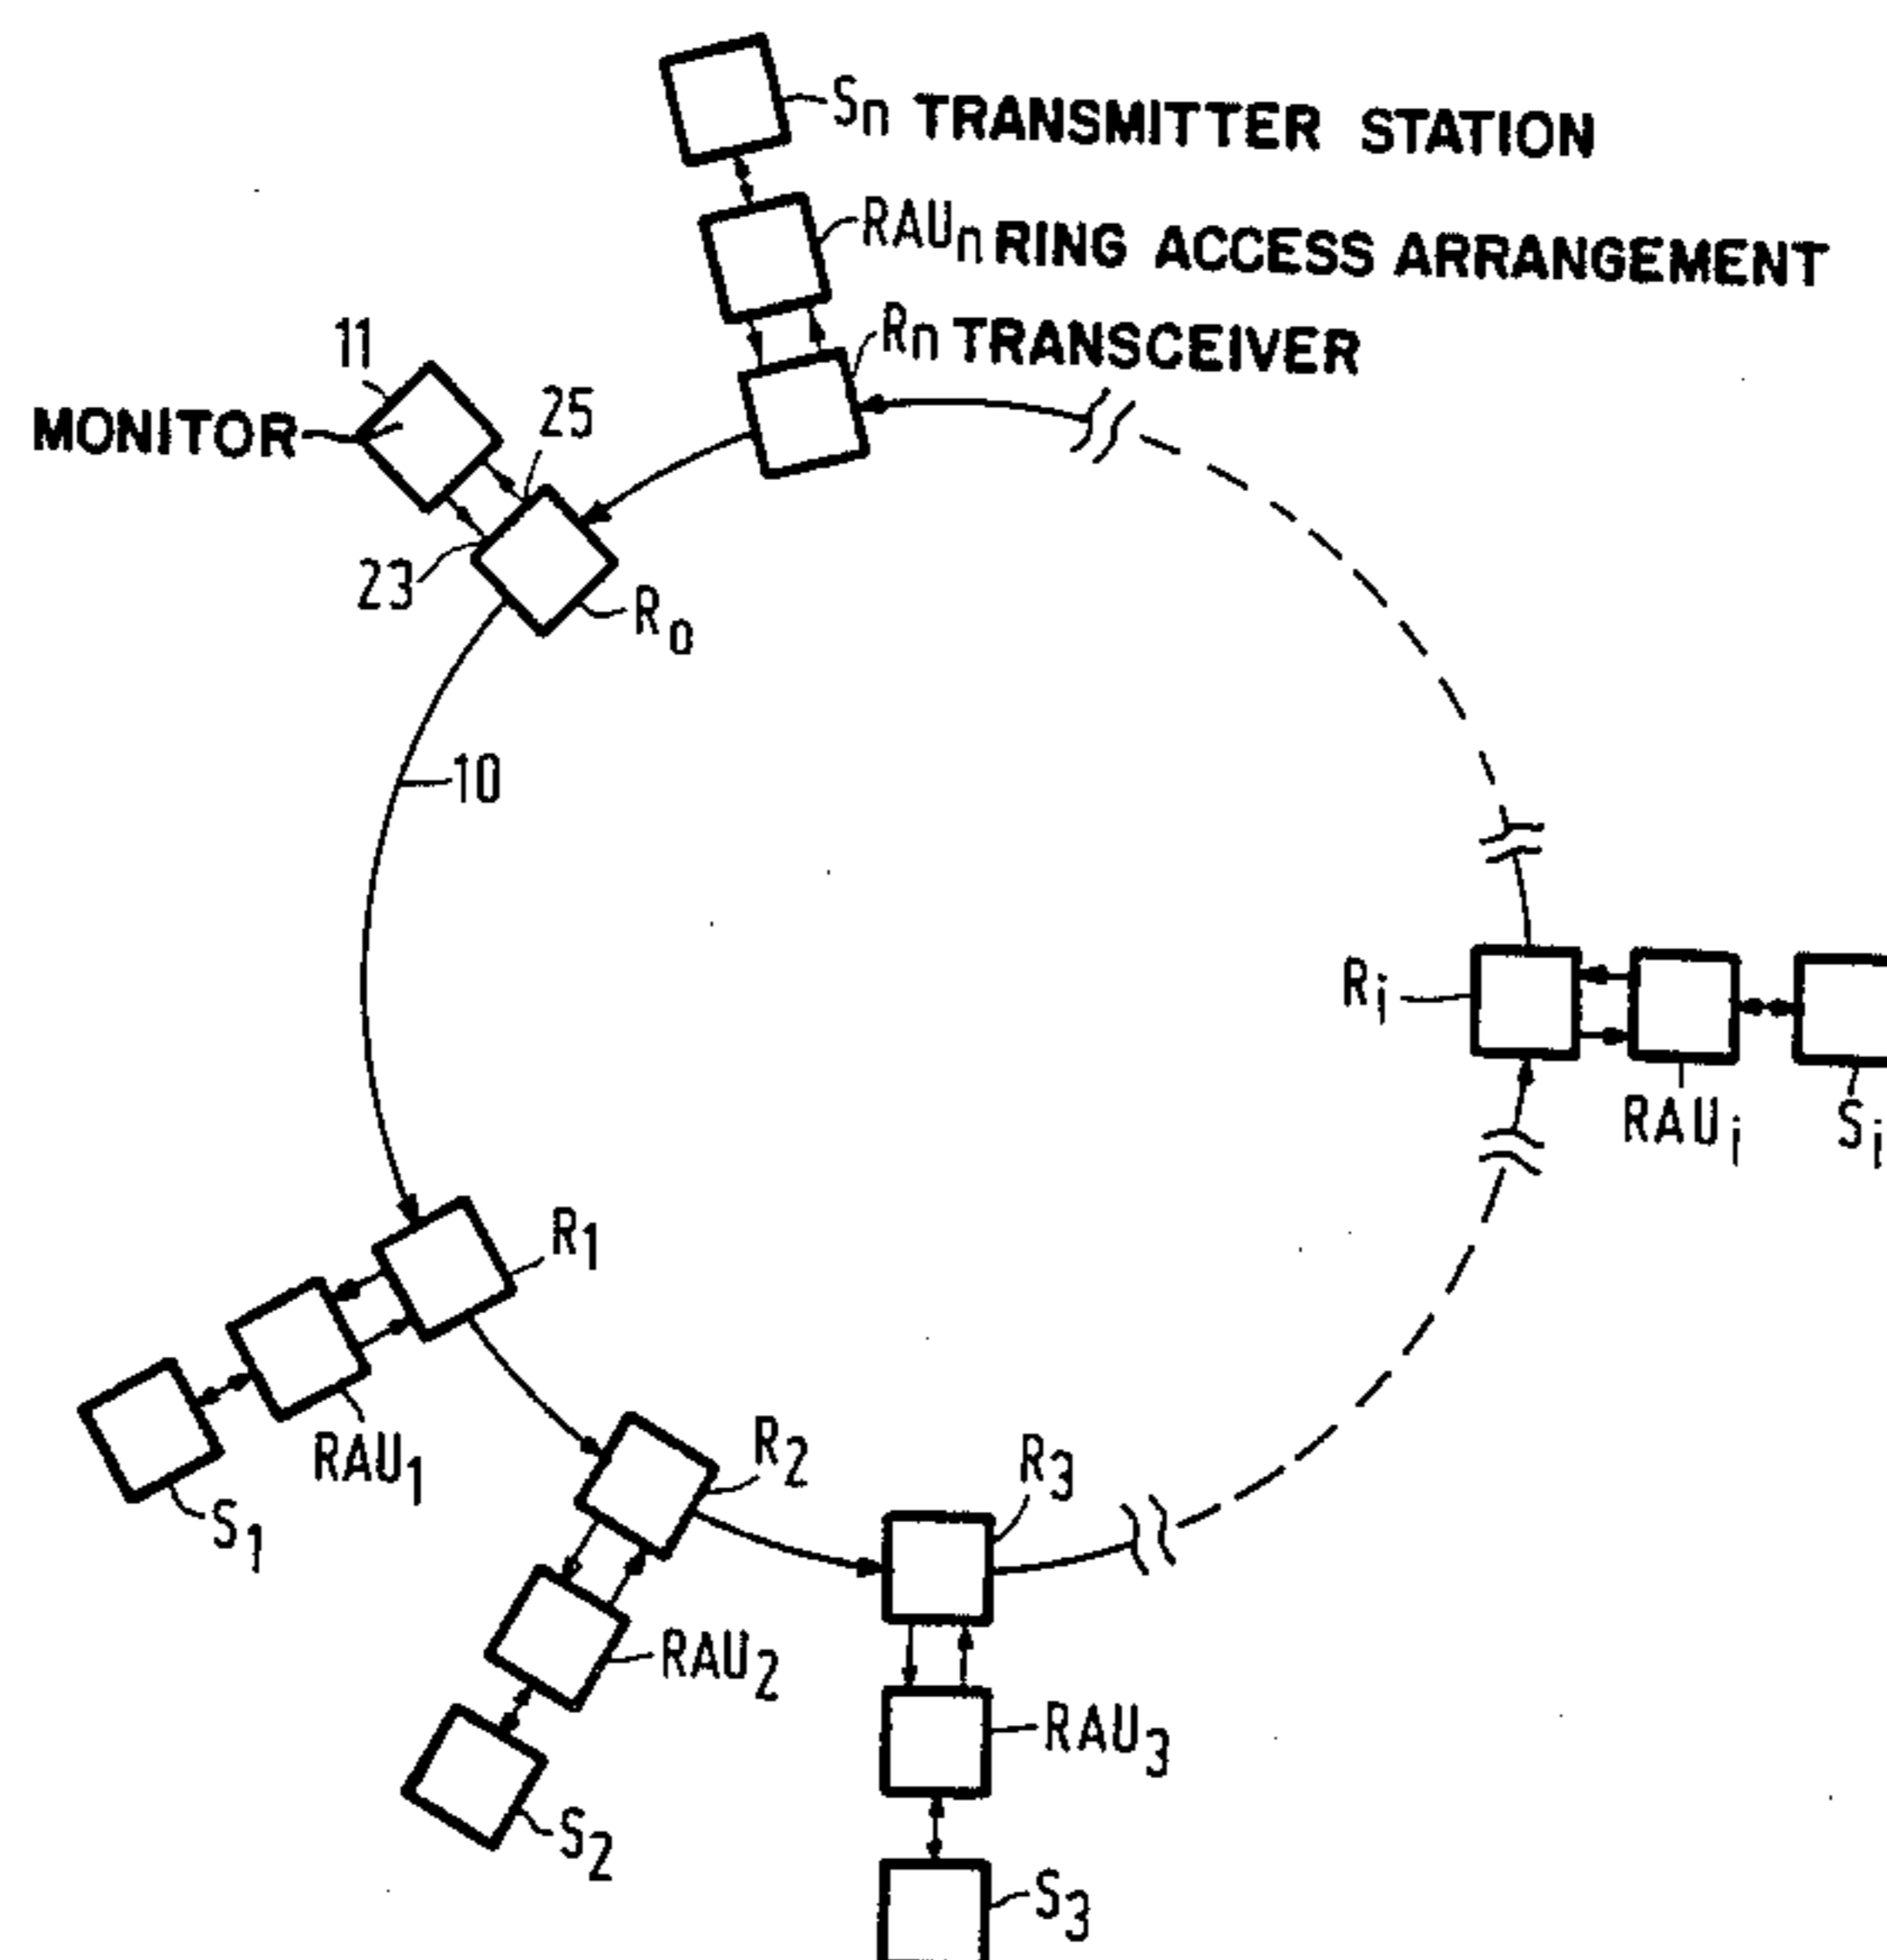 Sn TRANSMITTER STATION
RAUn RING ACCESS ARRANGEMENT
Rn TRANSCEIVER
11
MONITOR
25
23
Ro
10
Ri
RAUi
Si
R1
RAU1
S1
R2
RAU2
S2
R3
RAU3
S3